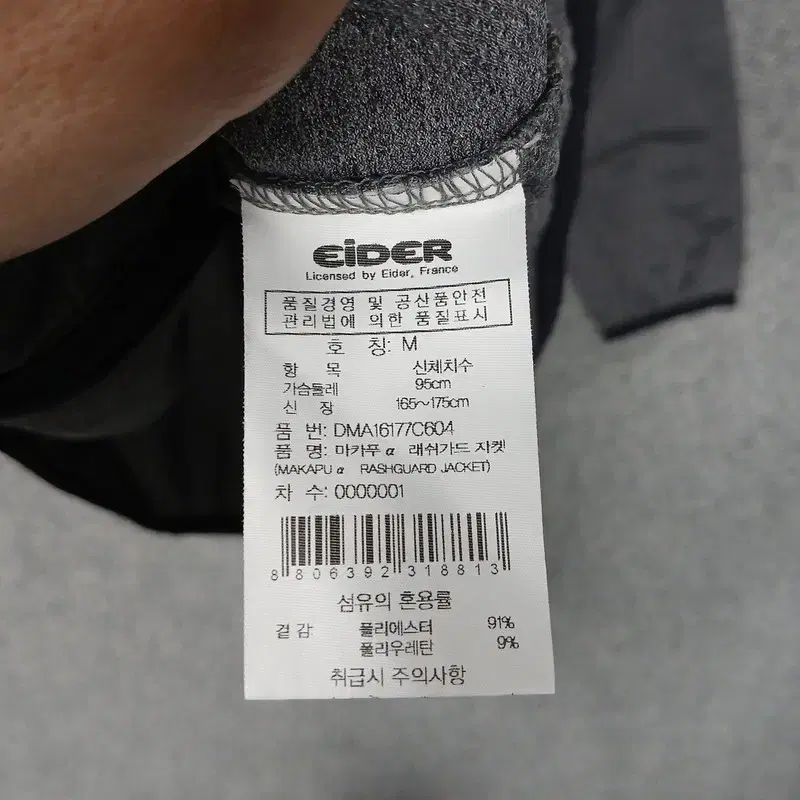 EiDER
Licensed by Eider, France
품질경영 및 공산품안전
관리법에 의한 품질표시
호 칭: M
항 목 신체치수
가슴둘레 95cm
신 장 165~175cm
품 번: DMA16177C604
품 명: 마카푸 α 래쉬가드 자켓
(MAKAPU α RASHGUARD JACKET)
차 수: 0000001
8 806392 318813
섬유의 혼용률
겉감 폴리에스터 91%
폴리우레탄 9%
취급시 주의사항